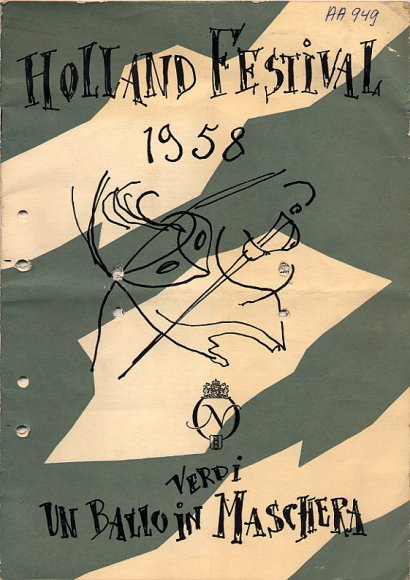 AA 949
HOLLAND FESTIVAL
1958
VERDI
UN BALLO in MASCHERA